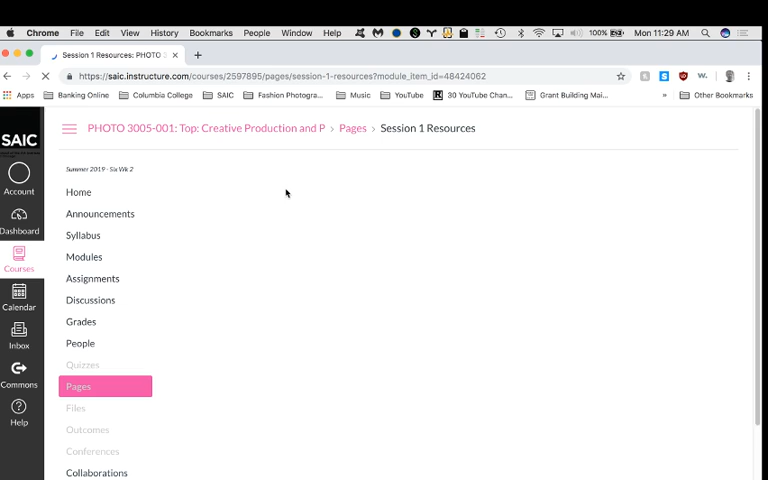 Chrome File Edit View History Bookmarks People Window Help 100% Mon 11:29 AM
Session 1 Resources: PHOTO
https://saic.instructure.com/courses/2597895/pages/session-1-resources?module_item_id=48424062
Apps Banking Online Columbia College SAIC Fashion Photogra... Music YouTube 30 YouTube Chan... Grant Building Mai... » Other Bookmarks
SAIC
PHOTO 3005-001: Top: Creative Production and P › Pages › Session 1 Resources
Summer 2019 - Six Wk 2
Account
Dashboard
Courses
Calendar
Inbox
Commons
Help
Home
Announcements
Syllabus
Modules
Assignments
Discussions
Grades
People
Quizzes
Pages
Files
Outcomes
Conferences
Collaborations